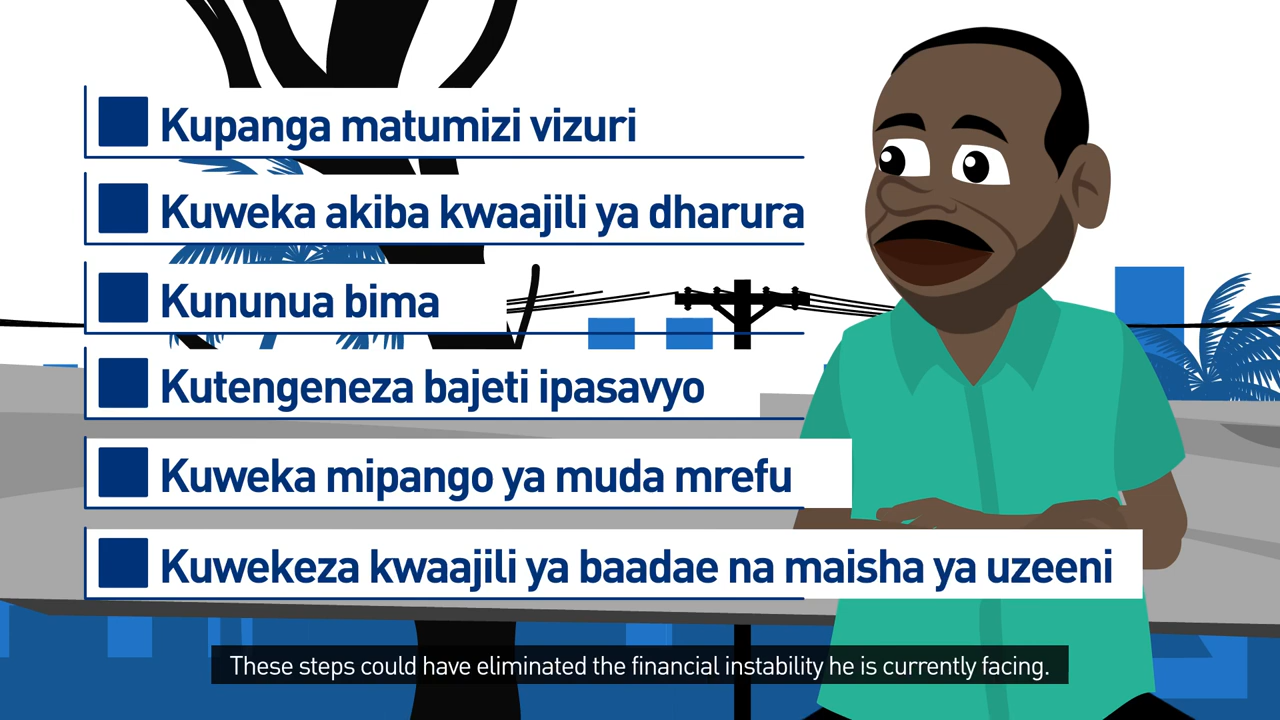 Kupanga matumizi vizuri
Kuweka akiba kwaajili ya dharura
Kununua bima
Kutengeneza bajeti ipasavyo
Kuweka mipango ya muda mrefu
Kuwekeza kwaajili ya baadae na maisha ya uzeeni
These steps could have eliminated the financial instability he is currently facing.